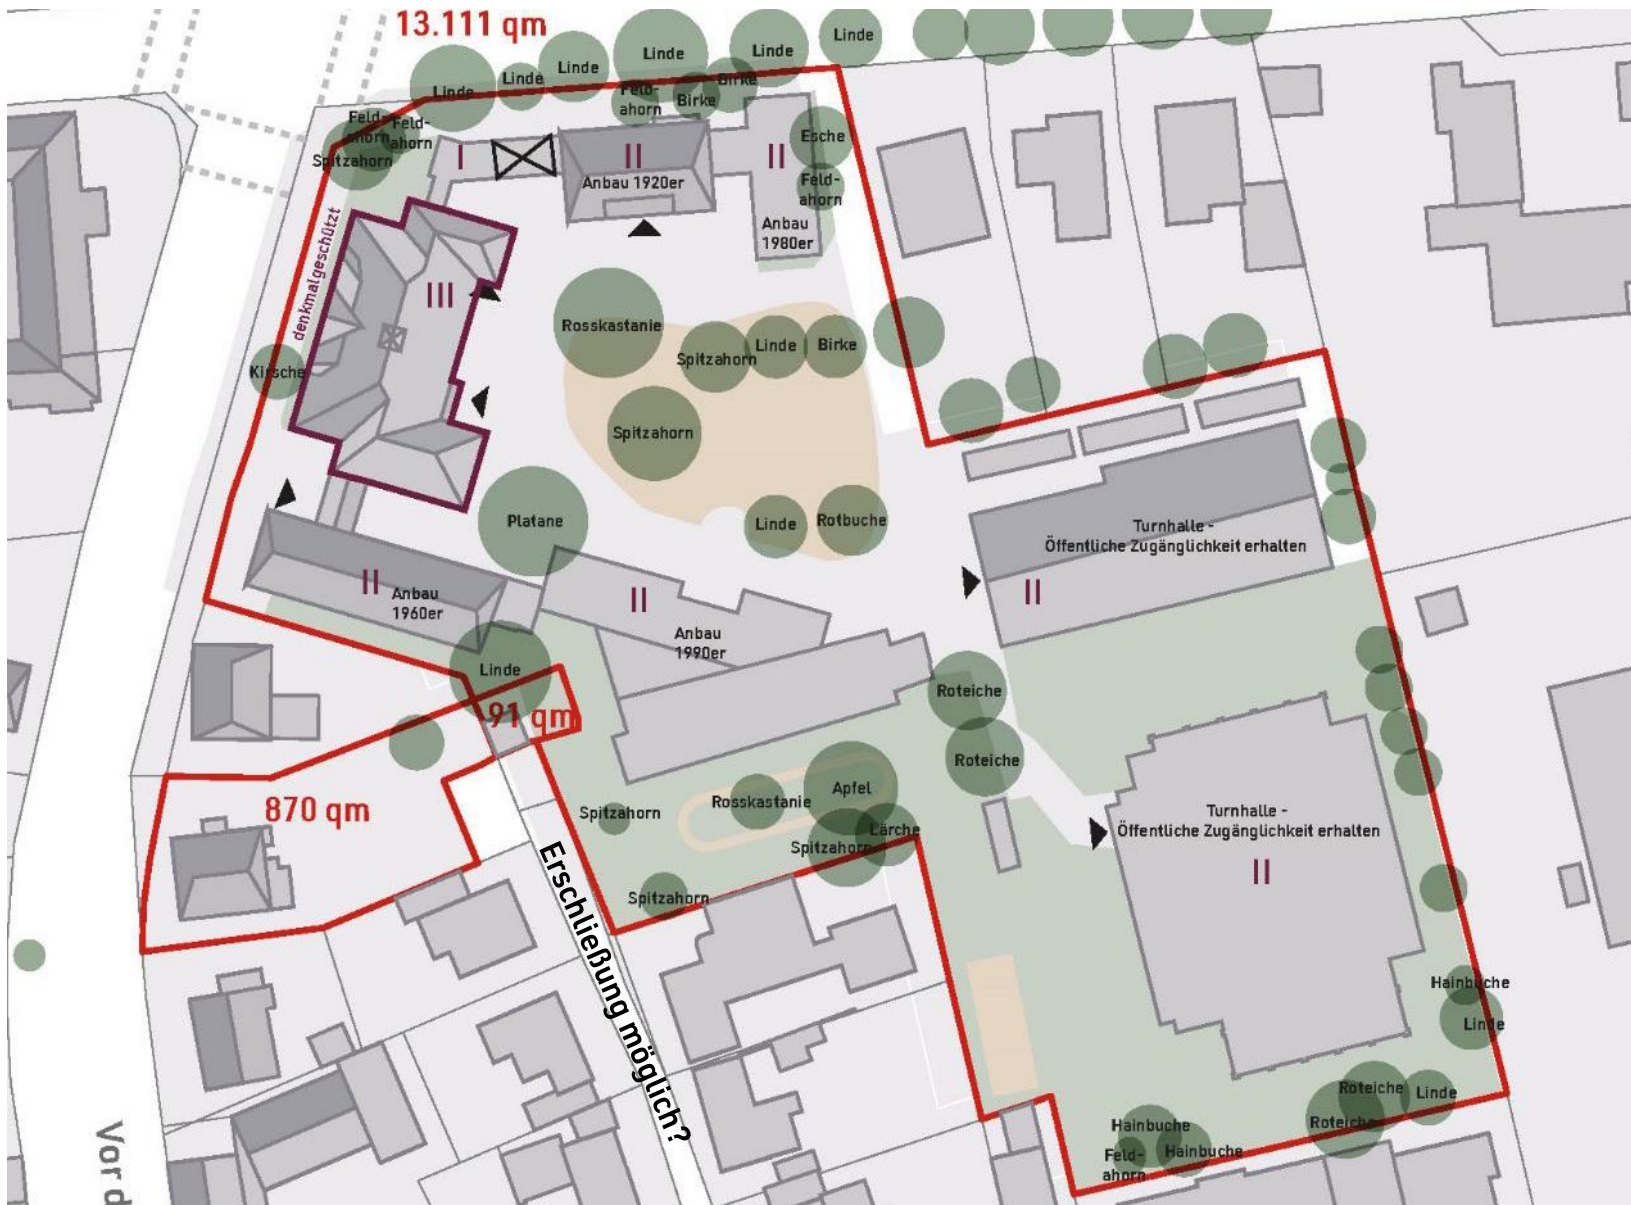 13.111 qm
Linde
Linde
Linde
Linde
Linde
Linde
Feld-
ahorn
Birke
Birke
Feld-
ahorn
Feld-
ahorn
Spitzahorn
I
II
Anbau 1920er
II
Anbau
1980er
Esche
Feld-
ahorn
denkmalgeschützt
III
Kirsche
Rosskastanie
Spitzahorn
Linde
Birke
Spitzahorn
Platane
Linde
Rotbuche
Turnhalle -
Öffentliche Zugänglichkeit erhalten
II
II
Anbau
1960er
II
Anbau
1990er
Linde
91 qm
870 qm
Roteiche
Roteiche
Spitzahorn
Rosskastanie
Apfel
Lärche
Spitzahorn
Spitzahorn
Turnhalle -
Öffentliche Zugänglichkeit erhalten
II
Erschließung möglich?
Hainbuche
Linde
Roteiche
Linde
Roteiche
Hainbuche
Feld-
ahorn
Hainbuche
Vor d